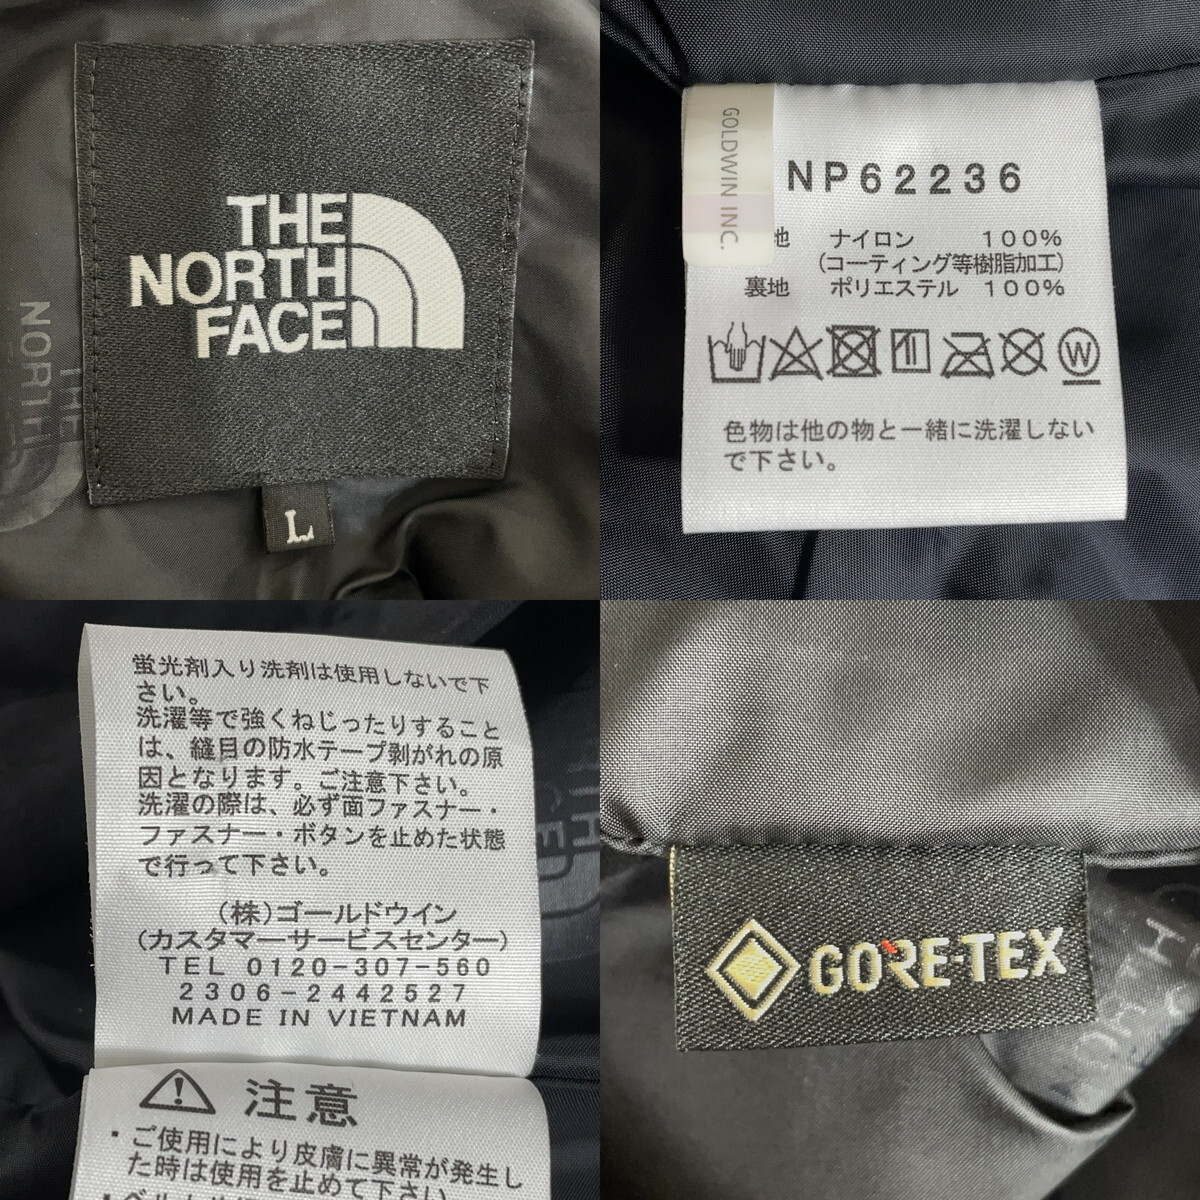 THE
NORTH
FACE
L
THE
NORTH
GOLDWIN INC.
NP62236
地 ナイロン 100%
(コーティング等樹脂加工)
裏地 ポリエステル 100%
W
色物は他の物と一緒に洗濯しない
で下さい。
蛍光剤入り洗剤は使用しないで下
さい。
洗濯等で強くねじったりすること
は、縫目の防水テープ剥がれの原
因となります。ご注意下さい。
洗濯の際は、必ず面ファスナー・
ファスナー・ボタンを止めた状態
で行って下さい。
(株)ゴールドウイン
(カスタマーサービスセンター)
TEL 0120-307-560
2306-2442527
MADE IN VIETNAM
注意
・ご使用により皮膚に異常が発生し
た時は使用を止めて下さい。
GORE-TEX
NORTH